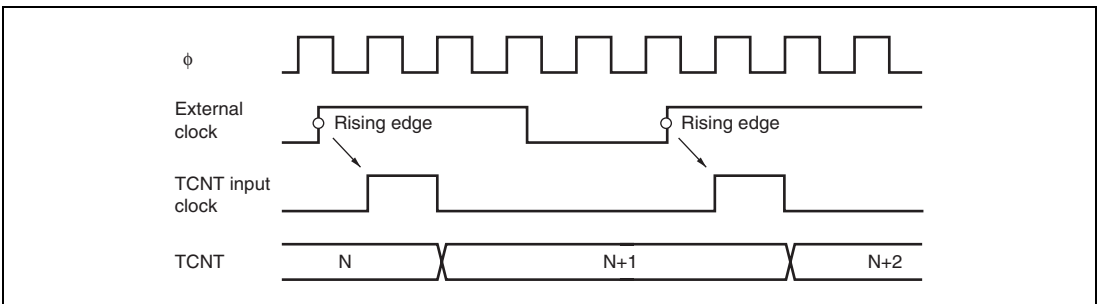 φ
External
clock
Rising edge
Rising edge
TCNT input
clock
TCNT
N
N+1
N+2